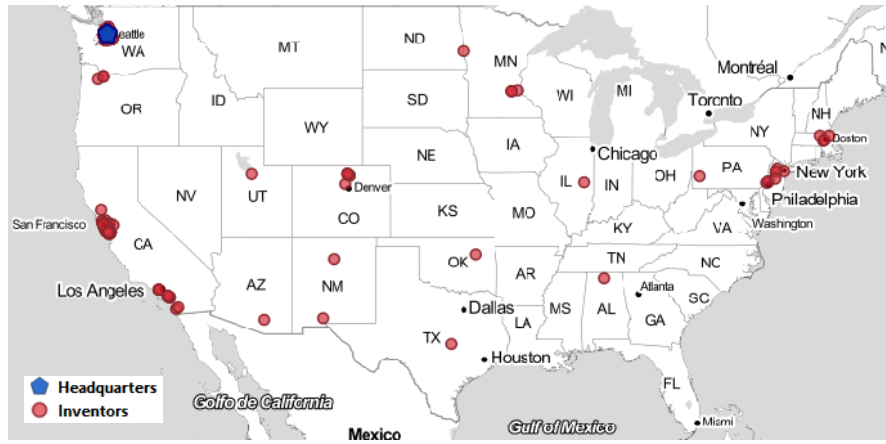 eattle
WA
MT
ND
MN
Montréal
N
OR
ID
SD
WI
MI
Toronto
NH
WY
NY
Boston
IA
NE
Chicago
PA
New York
NV
UT
Denver
IL
IN
OH
Philadelphia
San Francisco
CO
KS
MO
KY
VA
Washington
CA
OK
TN
NC
Los Angeles
AZ
NM
AR
Atlanta
SC
Dallas
MS
AL
GA
TX
LA
Houston
FL
Headquarters
Inventors
Golfo de California
Mexico
Gulf of Mexico
Miami